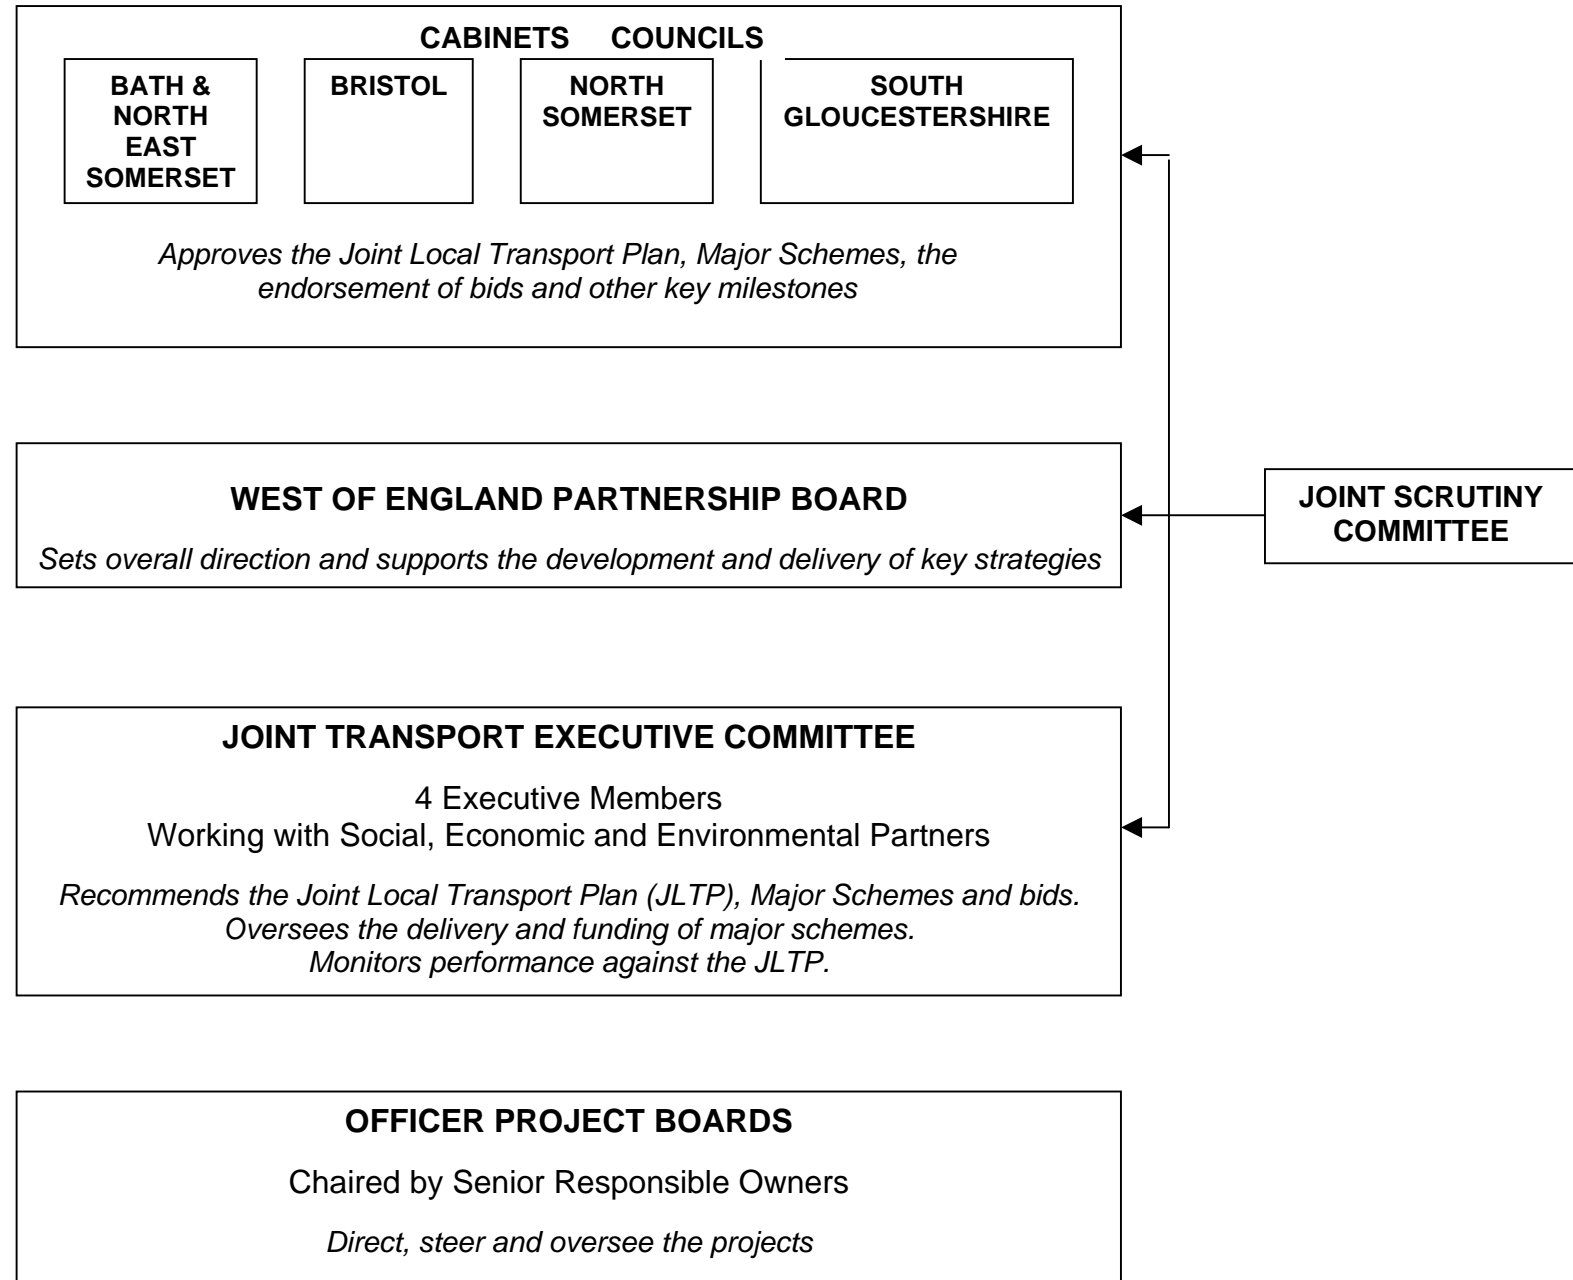 CABINETS COUNCILS
BATH &
NORTH
EAST
SOMERSET
BRISTOL
NORTH
SOMERSET
SOUTH
GLOUCESTERSHIRE
Approves the Joint Local Transport Plan, Major Schemes, the
endorsement of bids and other key milestones
WEST OF ENGLAND PARTNERSHIP BOARD
Sets overall direction and supports the development and delivery of key strategies
JOINT SCRUTINY
COMMITTEE
JOINT TRANSPORT EXECUTIVE COMMITTEE
4 Executive Members
Working with Social, Economic and Environmental Partners
Recommends the Joint Local Transport Plan (JLTP), Major Schemes and bids.
Oversees the delivery and funding of major schemes.
Monitors performance against the JLTP.
OFFICER PROJECT BOARDS
Chaired by Senior Responsible Owners
Direct, steer and oversee the projects